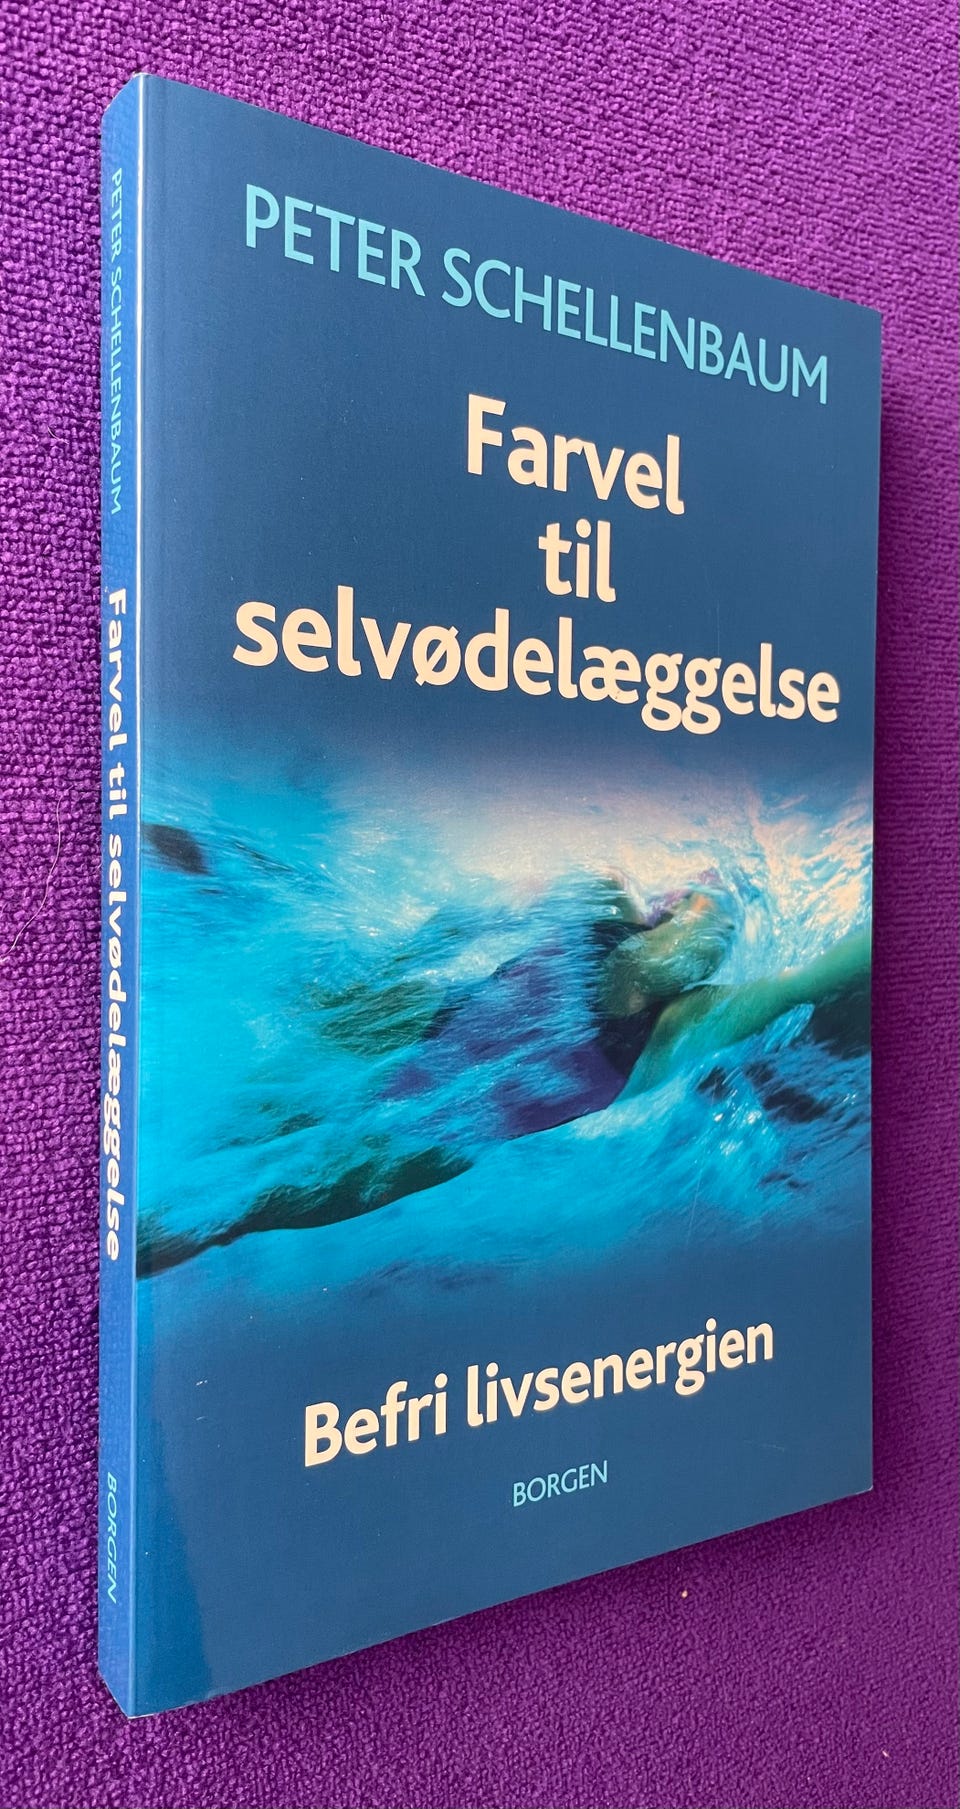 PETER SCHELLENBAUM
Farvel
til
selvødelæggelse
Befri livsenergien
BORGEN
PETER SCHELLENBAUM Farvel til selvødelæggelse BORGEN